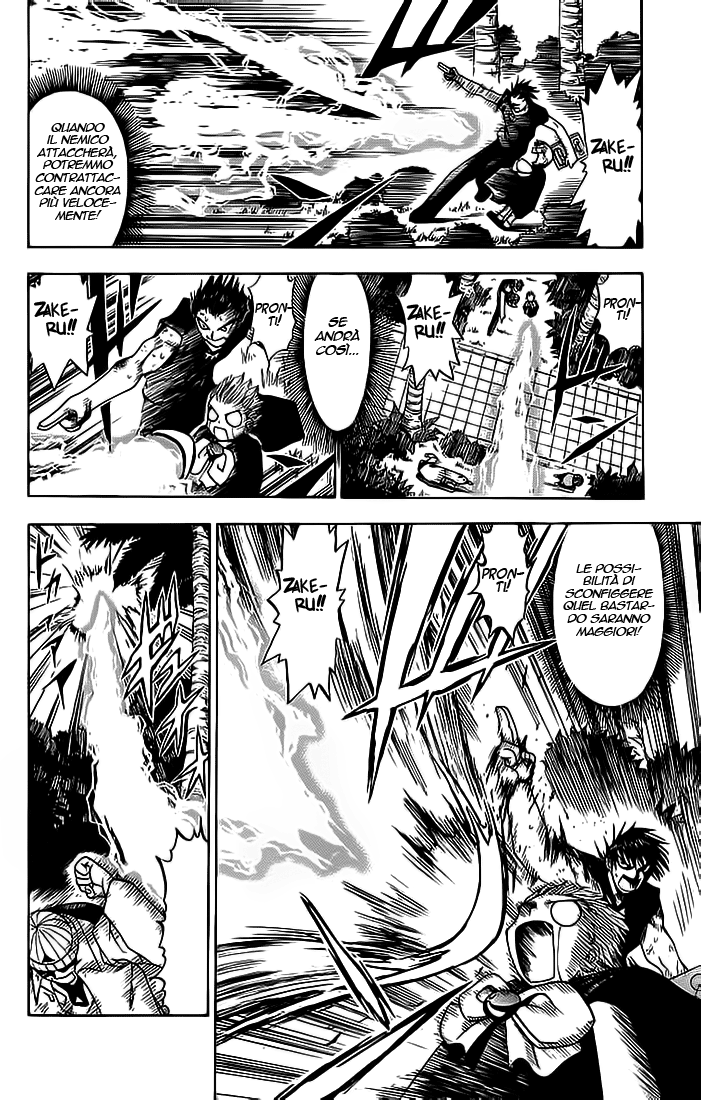 ZAKE-
RU!!
QUANDO
IL NEMICO
ATTACCHERÀ,
POTREMMO
CONTRATTAC-
CARE ANCORA
PIÙ VELOCE-
MENTE!
PRON-
TI!
ZAKE-
RU!!
SE
ANDRÀ
COSÌ...
PRON-
TI!
ZAKE-
RU!!
LE POSSI-
BILITÀ DI
SCONFIGGERE
QUEL BASTAR-
DO SARANNO
MAGGIORI!
PRON-
TI!
ZAKE-
RU!!